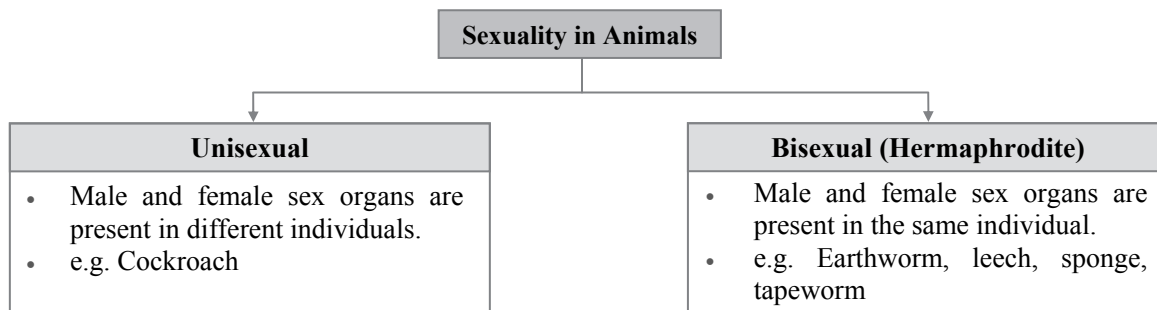 Sexuality in Animals
Unisexual
• Male and female sex organs are
present in different individuals.
• e.g. Cockroach
Bisexual (Hermaphrodite)
• Male and female sex organs are
present in the same individual.
• e.g. Earthworm, leech, sponge,
tapeworm